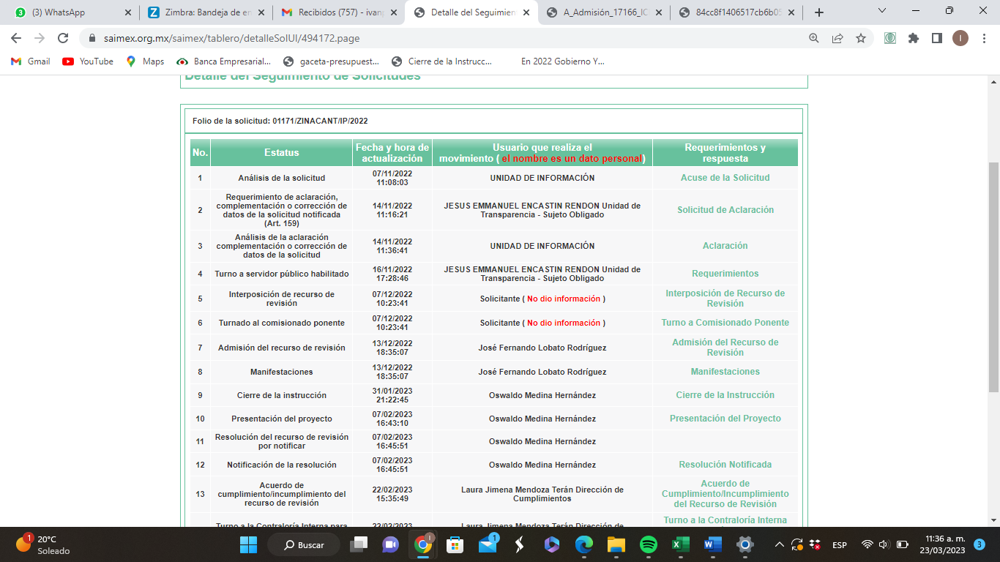 (3) WhatsApp
Zimbra: Bandeja de en
Recibidos (757) - ivanp
Detalle del Seguimien
A_Admisión_17166_IC
84cc8f1406517cb6b05
saimex.org.mx/saimex/tablero/detalleSolUI/494172.page
I
Gmail
YouTube
Maps
Banca Empresarial...
gaceta-presupuest...
Cierre de la Instrucc...
En 2022 Gobierno Y...
Detalle del Seguimiento de Solicitudes
Folio de la solicitud: 01171/ZINACANT/IP/2022
No.
Estatus
Fecha y hora de
actualización
Usuario que realiza el
movimiento ( el nombre es un dato personal)
Requerimientos y
respuesta
1
Análisis de la solicitud
07/11/2022
11:08:03
UNIDAD DE INFORMACIÓN
Acuse de la Solicitud
2
Requerimiento de aclaración,
complementación o corrección de
datos de la solicitud notificada
(Art. 159)
14/11/2022
11:16:21
JESUS EMMANUEL ENCASTIN RENDON Unidad de
Transparencia - Sujeto Obligado
Solicitud de Aclaración
3
Análisis de la aclaración
complementación o corrección de
datos de la solicitud
14/11/2022
11:36:41
UNIDAD DE INFORMACIÓN
Aclaración
4
Turno a servidor público habilitado
16/11/2022
17:28:46
JESUS EMMANUEL ENCASTIN RENDON Unidad de
Transparencia - Sujeto Obligado
Requerimientos
5
Interposición de recurso de
revisión
07/12/2022
10:23:41
Solicitante ( No dio información )
Interposición de Recurso de
Revisión
6
Turnado al comisionado ponente
07/12/2022
10:23:41
Solicitante ( No dio información )
Turno a Comisionado Ponente
7
Admisión del recurso de revisión
13/12/2022
18:35:07
José Fernando Lobato Rodríguez
Admisión del Recurso de
Revisión
8
Manifestaciones
13/12/2022
18:35:07
José Fernando Lobato Rodríguez
Manifestaciones
9
Cierre de la instrucción
31/01/2023
21:22:45
Oswaldo Medina Hernández
Cierre de la Instrucción
10
Presentación del proyecto
07/02/2023
16:43:10
Oswaldo Medina Hernández
Presentación del Proyecto
11
Resolución del recurso de revisión
por notificar
07/02/2023
16:45:51
Oswaldo Medina Hernández
12
Notificación de la resolución
07/02/2023
16:45:51
Oswaldo Medina Hernández
Resolución Notificada
13
Acuerdo de
cumplimiento/incumplimiento del
recurso de revisión
22/02/2023
15:35:49
Laura Jimena Mendoza Terán Dirección de
Cumplimientos
Acuerdo de
Cumplimiento/Incumplimiento
del Recurso de Revisión
Turno a la Contraloría Interna para
22/02/2023
Laura Jimena Mendoza Terán Dirección de
Turno a la Contraloría Interna
1
20°C
Soleado
Buscar
1
ESP
11:36 a. m.
23/03/2023
3